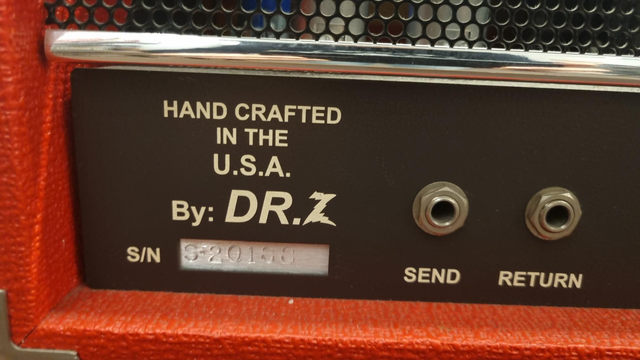 HAND CRAFTED
IN THE
U.S.A.
By: DR.Z
S/N
SEND RETURN